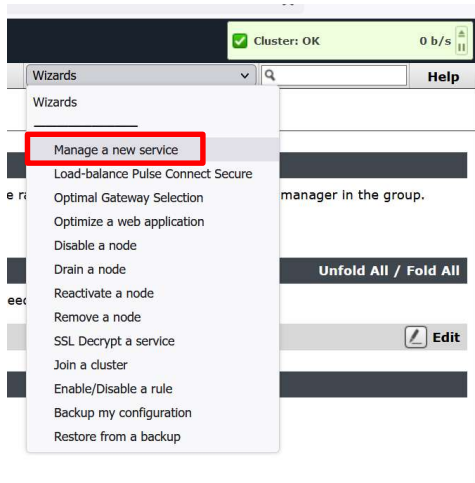 Cluster: OK 0 b/s
Wizards Help
Wizards
Manage a new service
Load-balance Pulse Connect Secure
manager in the group.
Optimal Gateway Selection
Optimize a web application
Disable a node
Drain a node
Unfold All / Fold All
Reactivate a node
Remove a node
SSL Decrypt a service
Edit
Join a cluster
Enable/Disable a rule
Backup my configuration
Restore from a backup